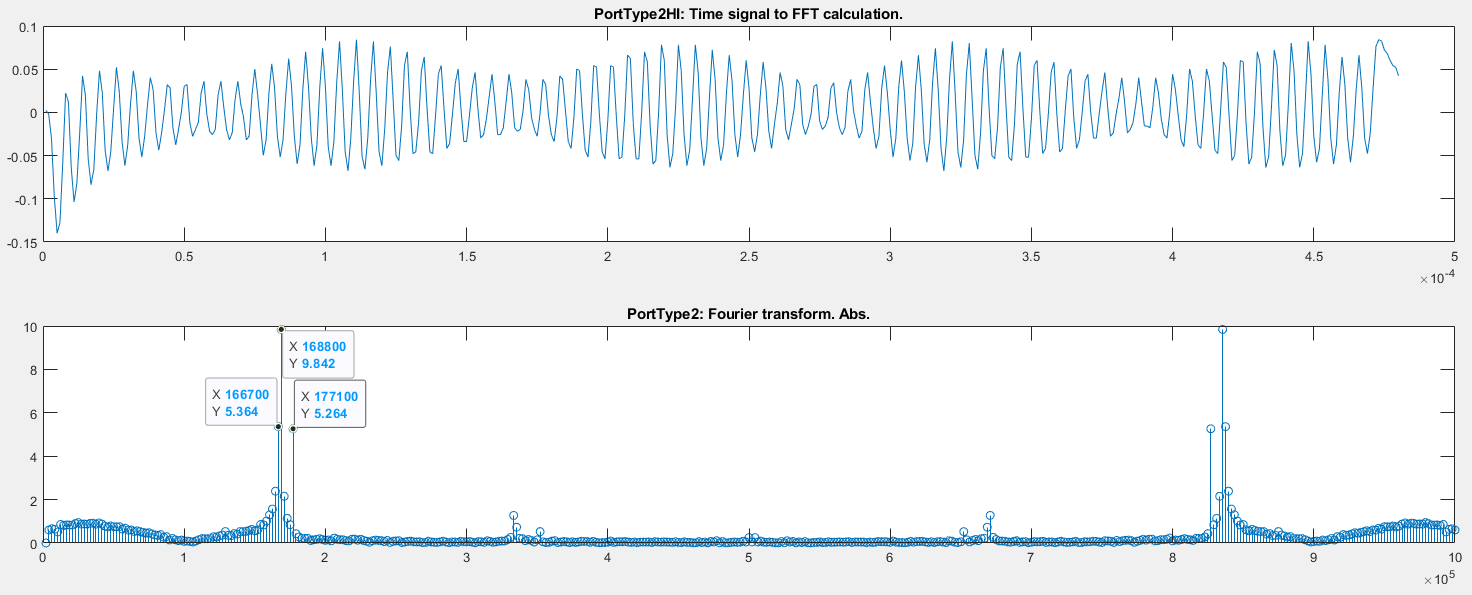 PortType2HI: Time signal to FFT calculation.
0.1
0.05
0
-0.05
-0.1
-0.15
0 0.5 1 1.5 2 2.5 3 3.5 4 4.5 5
×10-4
PortType2: Fourier transform. Abs.
10
8
6
4
2
0
X 168800
Y 9.842
X 166700
Y 5.364
X 177100
Y 5.264
0 1 2 3 4 5 6 7 8 9 10
×105